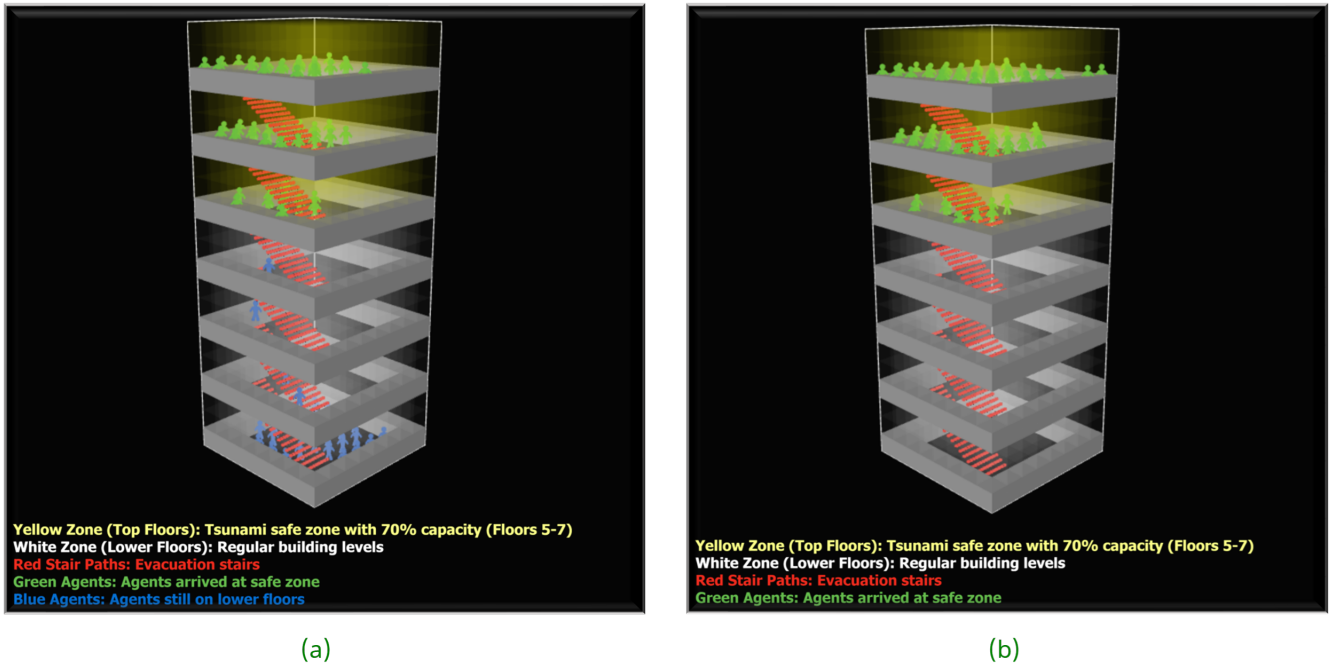 Yellow Zone (Top Floors): Tsunami safe zone with 70% capacity (Floors 5-7)
White Zone (Lower Floors): Regular building levels
Red Stair Paths: Evacuation stairs
Green Agents: Agents arrived at safe zone
Blue Agents: Agents still on lower floors
(a)
Yellow Zone (Top Floors): Tsunami safe zone with 70% capacity (Floors 5-7)
White Zone (Lower Floors): Regular building levels
Red Stair Paths: Evacuation stairs
Green Agents: Agents arrived at safe zone
(b)